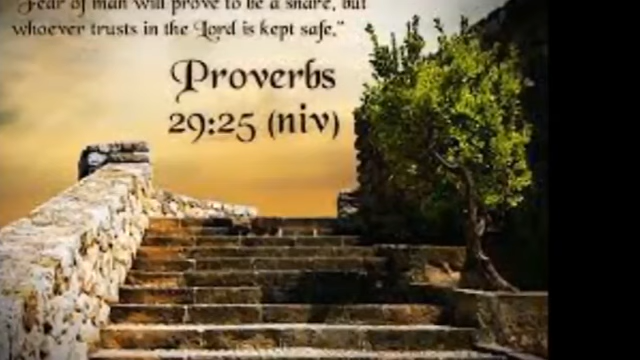 "Fear of man will prove to be a snare, but
whoever trusts in the Lord is kept safe."
Proverbs
29:25 (niv)